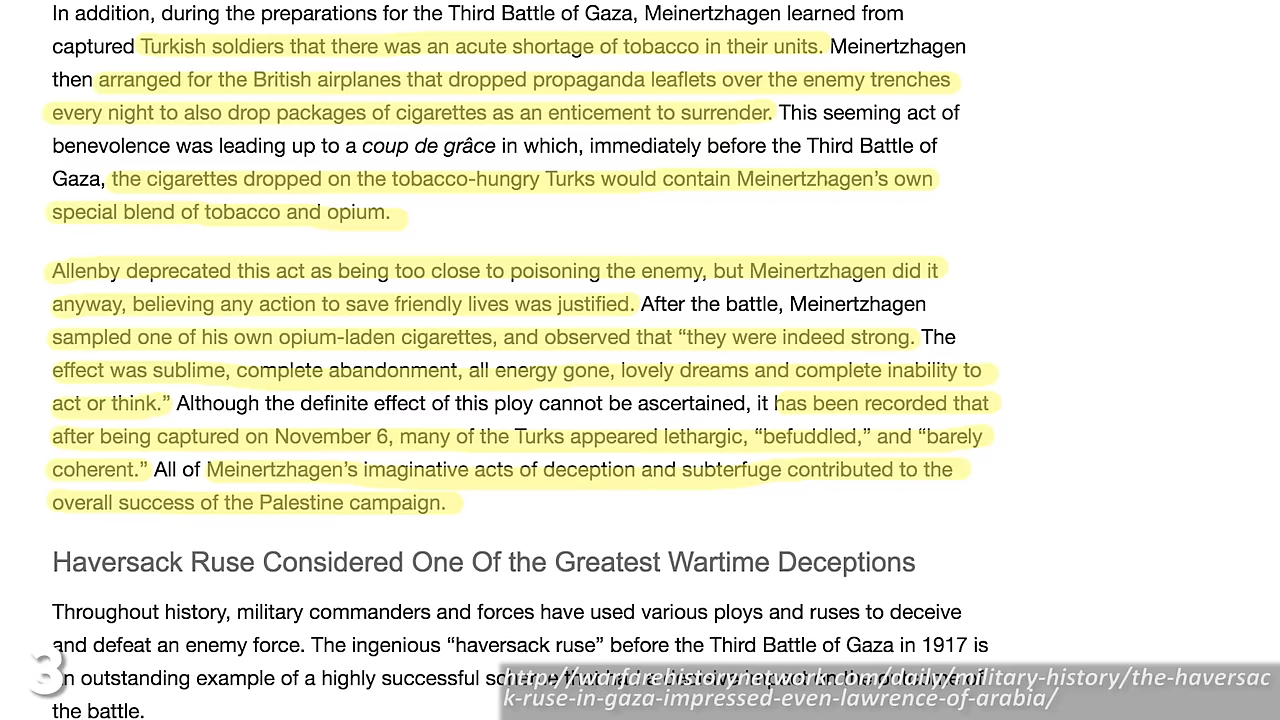 In addition, during the preparations for the Third Battle of Gaza, Meinertzhagen learned from
captured Turkish soldiers that there was an acute shortage of tobacco in their units. Meinertzhagen
then arranged for the British airplanes that dropped propaganda leaflets over the enemy trenches
every night to also drop packages of cigarettes as an enticement to surrender. This seeming act of
benevolence was leading up to a coup de grâce in which, immediately before the Third Battle of
Gaza, the cigarettes dropped on the tobacco-hungry Turks would contain Meinertzhagen’s own
special blend of tobacco and opium.
Allenby deprecated this act as being too close to poisoning the enemy, but Meinertzhagen did it
anyway, believing any action to save friendly lives was justified. After the battle, Meinertzhagen
sampled one of his own opium-laden cigarettes, and observed that “they were indeed strong. The
effect was sublime, complete abandonment, all energy gone, lovely dreams and complete inability to
act or think.” Although the definite effect of this ploy cannot be ascertained, it has been recorded that
after being captured on November 6, many of the Turks appeared lethargic, “befuddled,” and “barely
coherent.” All of Meinertzhagen’s imaginative acts of deception and subterfuge contributed to the
overall success of the Palestine campaign.
Haversack Ruse Considered One Of the Greatest Wartime Deceptions
Throughout history, military commanders and forces have used various ploys and ruses to deceive
and defeat an enemy force. The ingenious “haversack ruse” before the Third Battle of Gaza in 1917 is
an outstanding example of a highly successful
the battle.
3
http://warfarehistorynetwork.com/daily/military-history/the-haversac
k-ruse-in-gaza-impressed-even-lawrence-of-arabia/